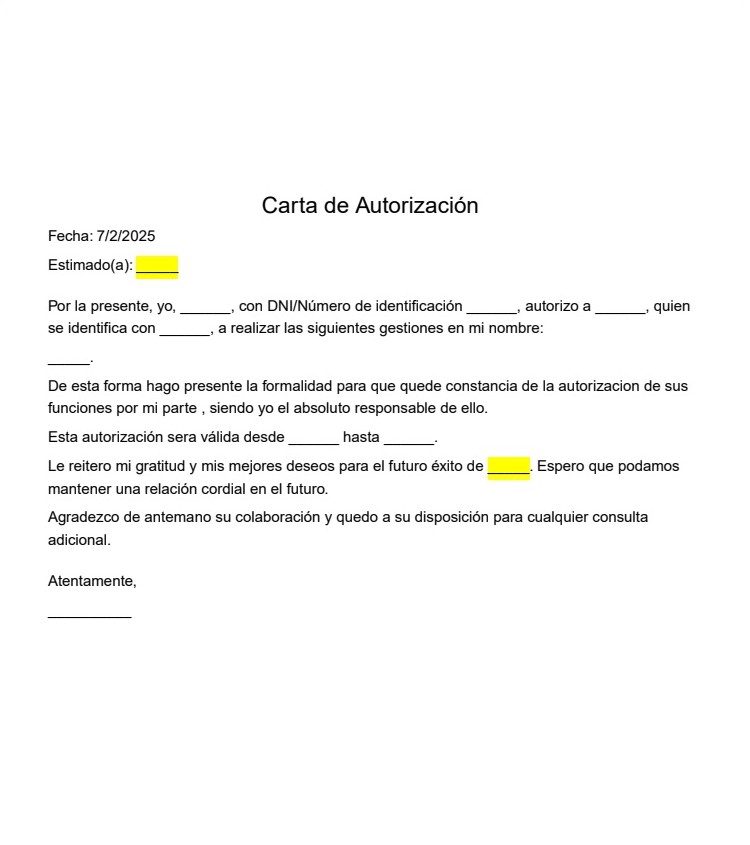 Carta de Autorización
Fecha: 7/2/2025
Estimado(a): _____
Por la presente, yo, ______, con DNI/Número de identificación ______, autorizo a ______, quien
se identifica con ______, a realizar las siguientes gestiones en mi nombre:
_____.
De esta forma hago presente la formalidad para que quede constancia de la autorizacion de sus
funciones por mi parte , siendo yo el absoluto responsable de ello.
Esta autorización sera válida desde ______ hasta ______.
Le reitero mi gratitud y mis mejores deseos para el futuro éxito de _____. Espero que podamos
mantener una relación cordial en el futuro.
Agradezco de antemano su colaboración y quedo a su disposición para cualquier consulta
adicional.
Atentamente,
__________